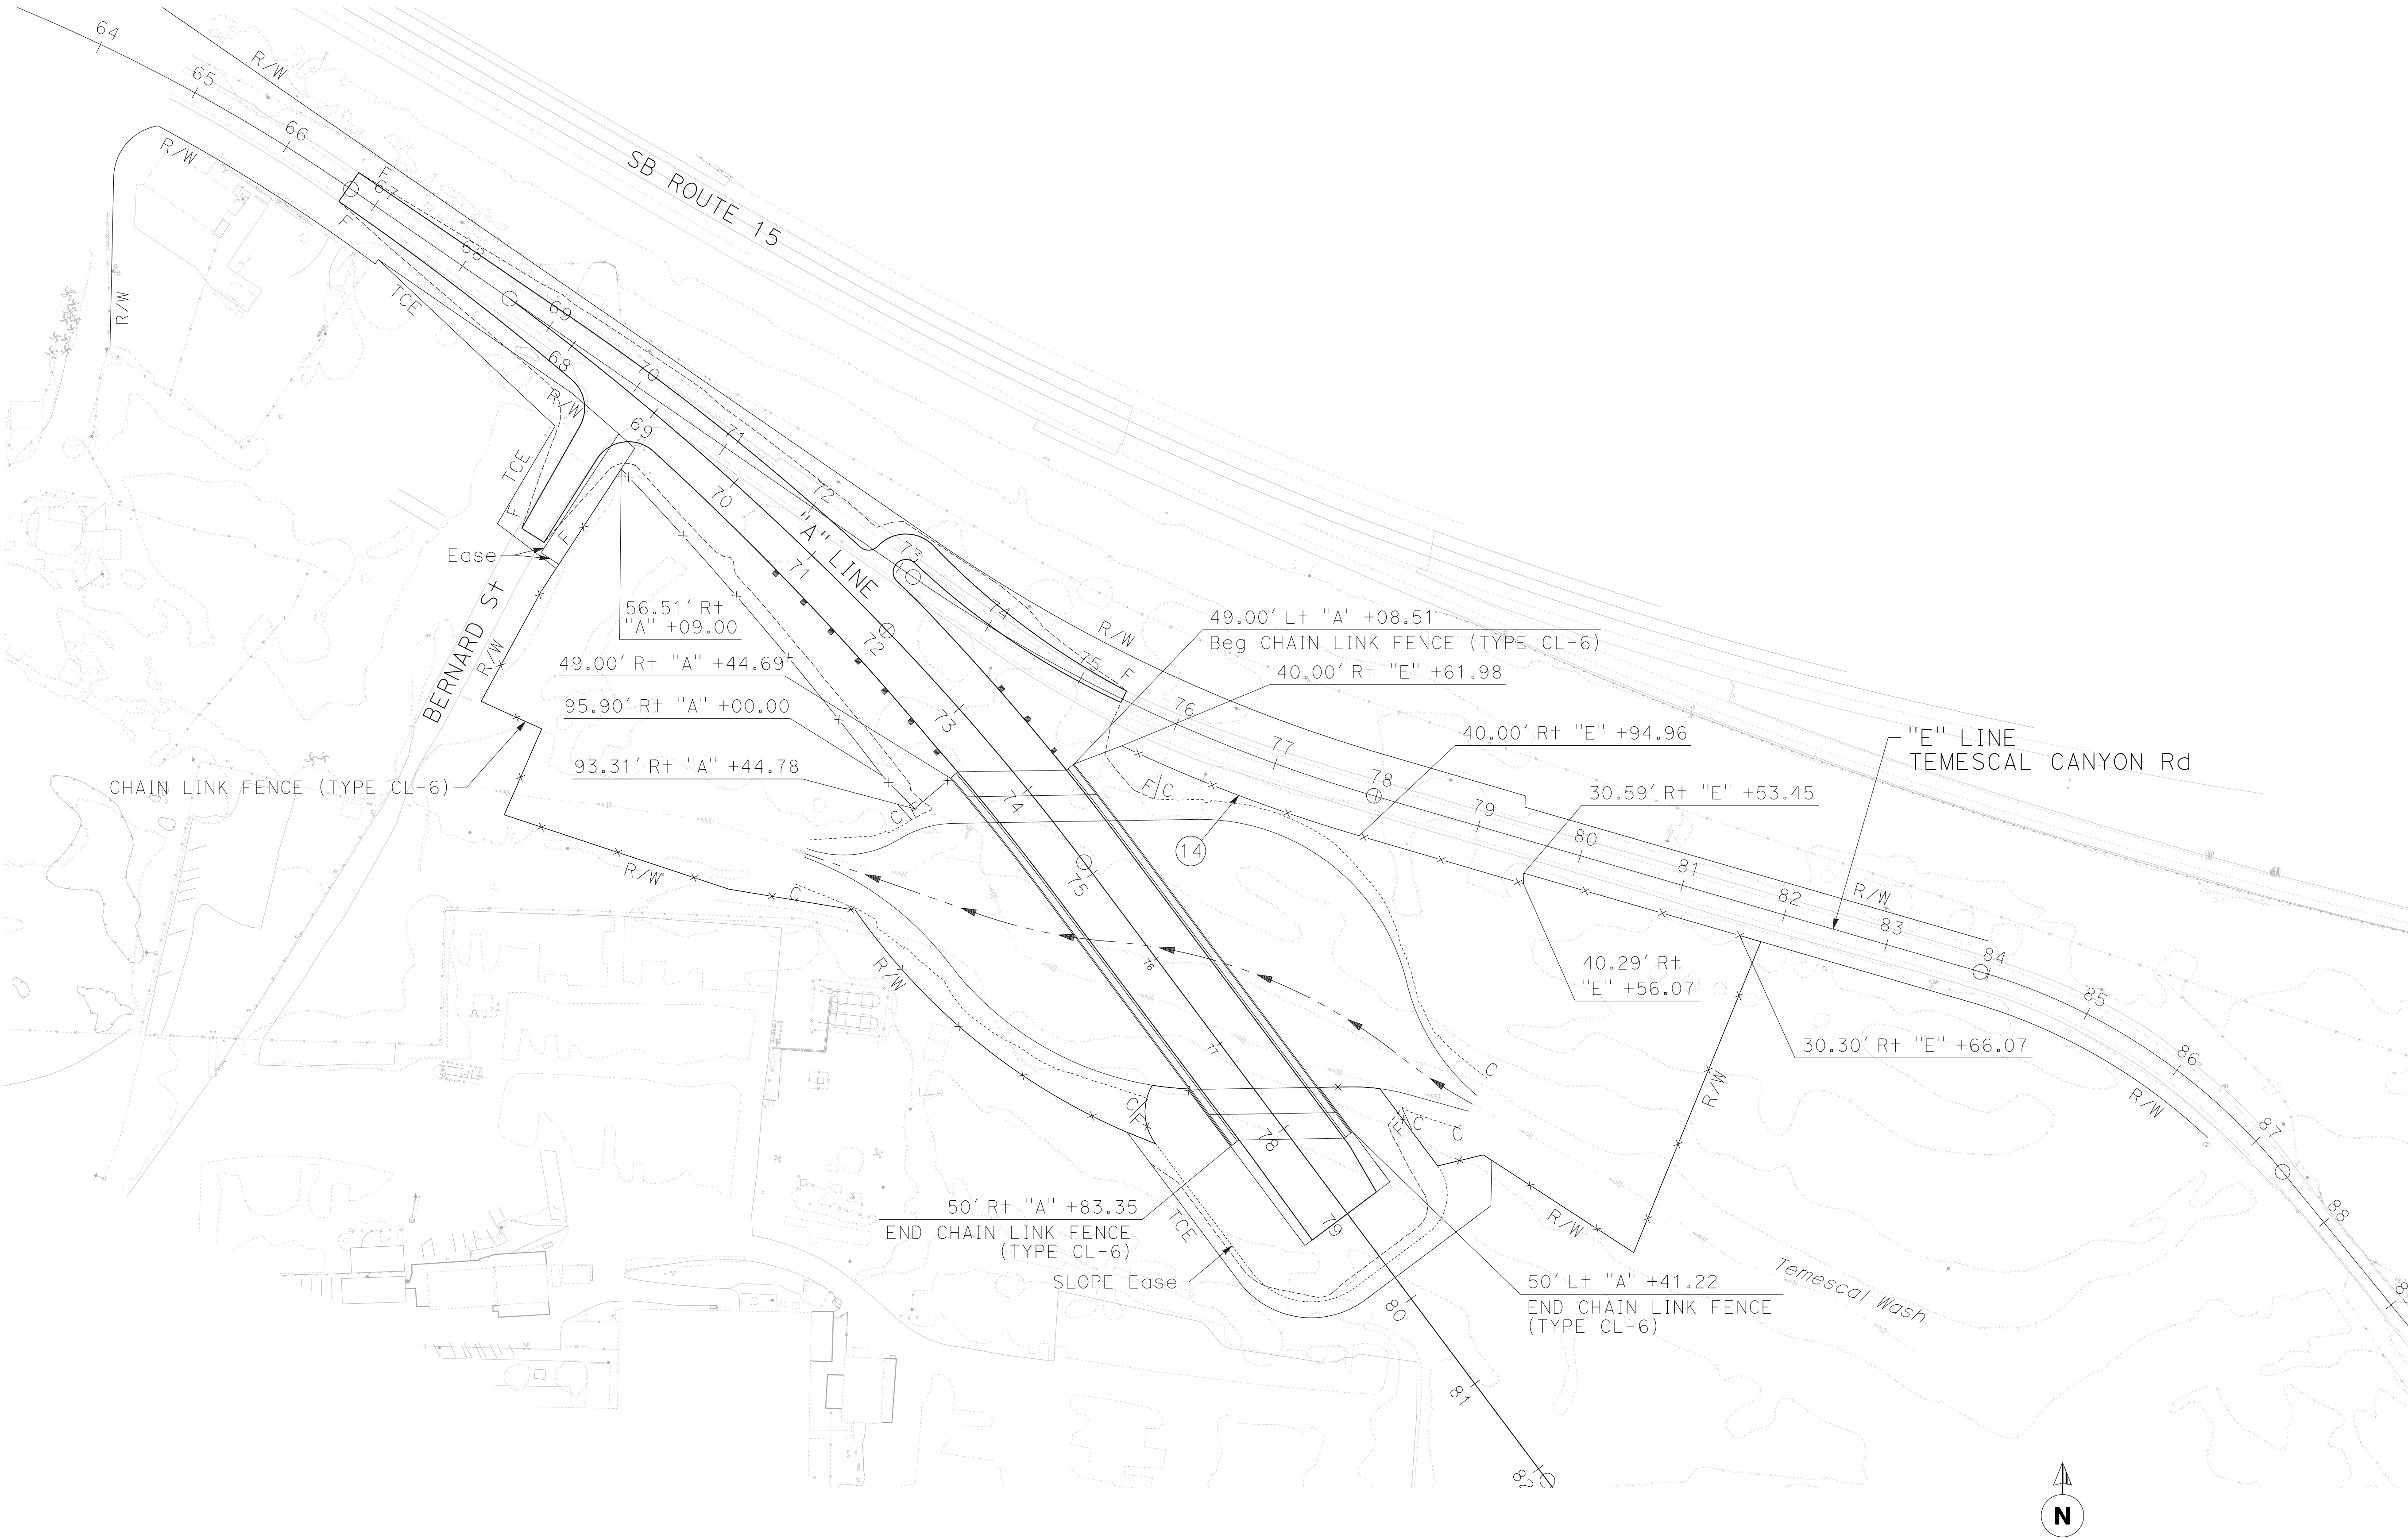 64
65
66
67
68
69
70
71
72
73
74
75
76
77
78
79
80
81
82
83
84
85
86
87
88
R/W
R/W
R/W
SB ROUTE 15
F
F
TCE
68
R/W
69
TCE
F
F
Ease
BERNARD St
R/W
70
"A" LINE
71
72
73
74
75
76
77
78
79
80
81
82
56.51' Rt
"A" +09.00
49.00' Rt "A" +44.69
95.90' Rt "A" +00.00
93.31' Rt "A" +44.78
CHAIN LINK FENCE (TYPE CL-6)
R/W
F
49.00' Lt "A" +08.51
Beg CHAIN LINK FENCE (TYPE CL-6)
40.00' Rt "E" +61.98
40.00' Rt "E" +94.96
"E" LINE
TEMESCAL CANYON Rd
30.59' Rt "E" +53.45
F/C
C/F
14
R/W
C
R/W
R/W
40.29' Rt
"E" +56.07
30.30' Rt "E" +66.07
C
C/F
F/C
C
R/W
R/W
R/W
50' Rt "A" +83.35
END CHAIN LINK FENCE
(TYPE CL-6)
TCE
SLOPE Ease
50' Lt "A" +41.22
END CHAIN LINK FENCE
(TYPE CL-6)
Temescal Wash
N